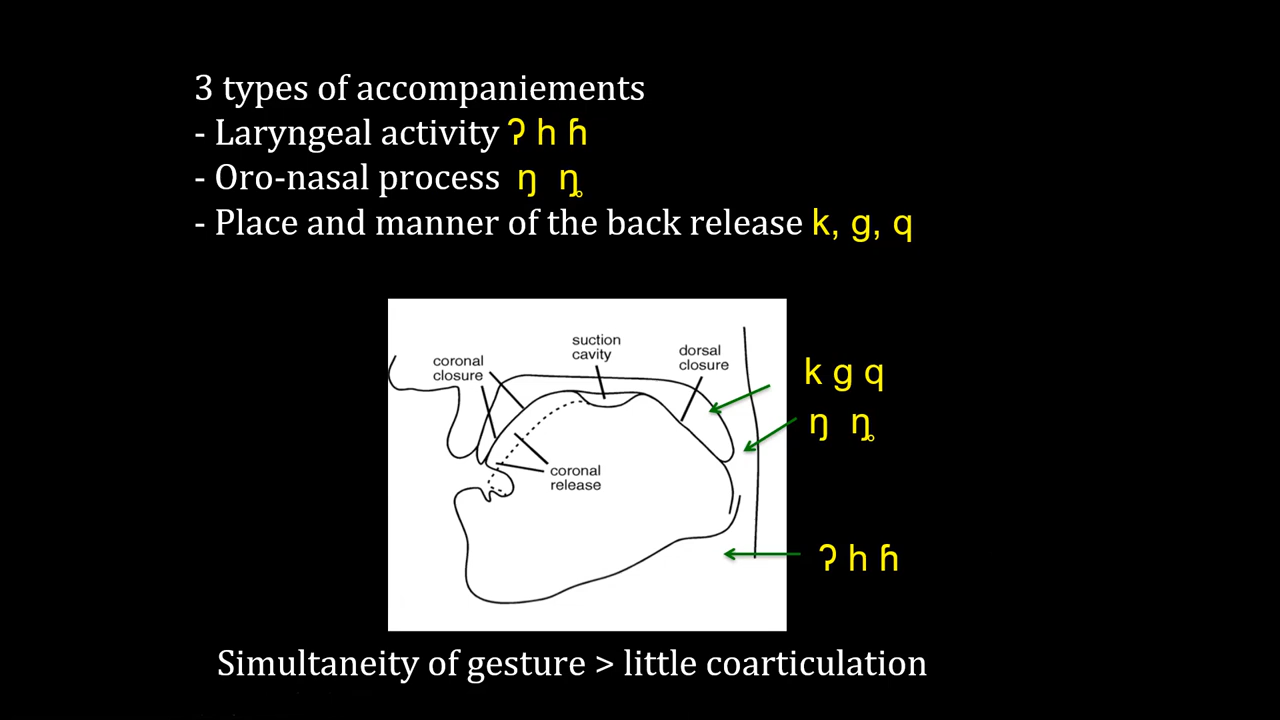 3 types of accompaniements
- Laryngeal activity ʔ h ɦ
- Oro-nasal process ŋ ŋ̥
- Place and manner of the back release k, g, q
suction
cavity
coronal
closure
dorsal
closure
k g q
ŋ ŋ̥
coronal
release
ʔ h ɦ
Simultaneity of gesture > little coarticulation